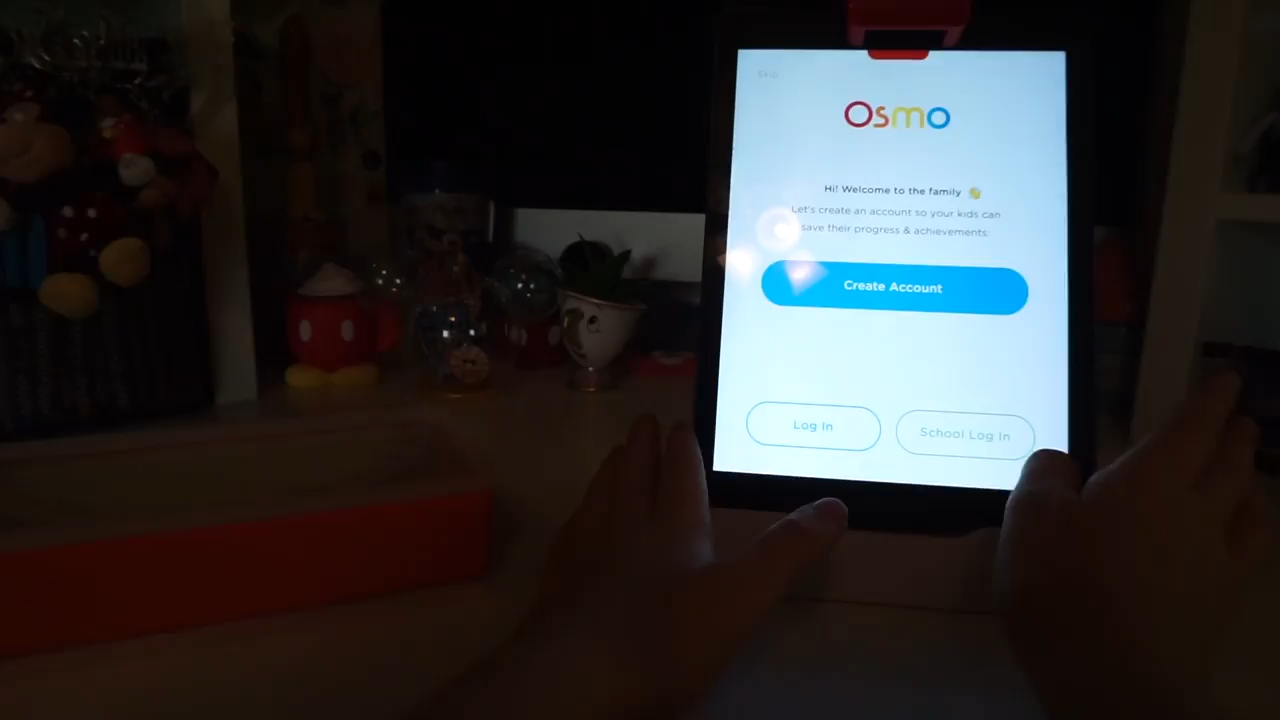 Skip
Osmo
Hi! Welcome to the family
Let's create an account so your kids can
save their progress & achievements.
Create Account
Log In
School Log In